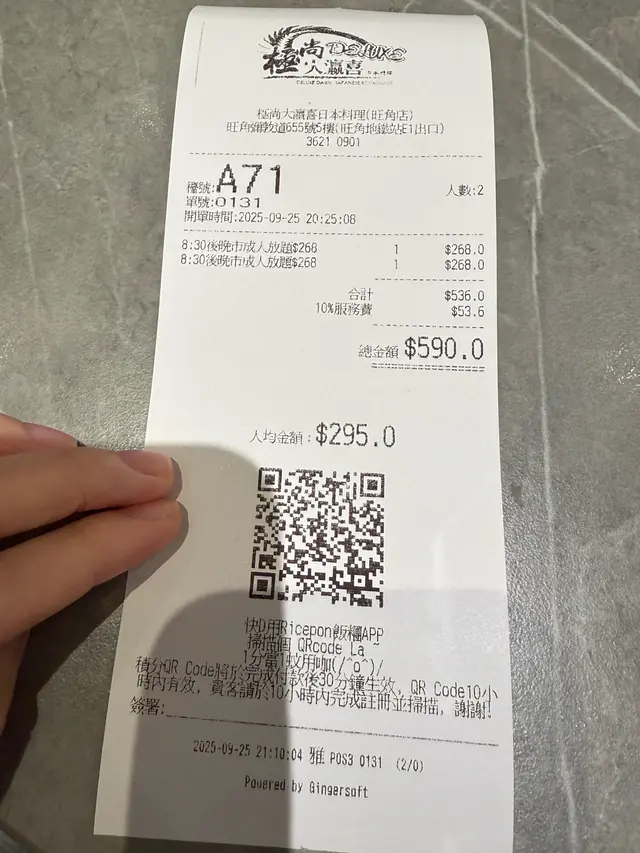 極尚 DELUXE
大瀛喜 日本料理
極尚大瀛喜日本料理(旺角店)
旺角彌敦道655號5樓(旺角地鐵站E1出口)
3621 0901
檯號:A71 人數:2
單號:0131
開單時間:2025-09-25 20:25:08
8:30後晚市成人放題$268 1 $268.0
8:30後晚市成人放題$268 1 $268.0
合計 $536.0
10%服務費 $53.6
總金額 $590.0
人均金額：$295.0
快D用Ricepon飯糰APP
掃描個 QRcode La ~
1分當1蚊用咖(/^o^)/
積分QR Code將於完成付款後30分鐘生效, QR Code10小
時內有效, 貴客請於10小時內完成註冊並掃描, 謝謝!
簽署:
2025-09-25 21:10:04 雅 POS3 0131 (2/0)
Powered by Gingersoft